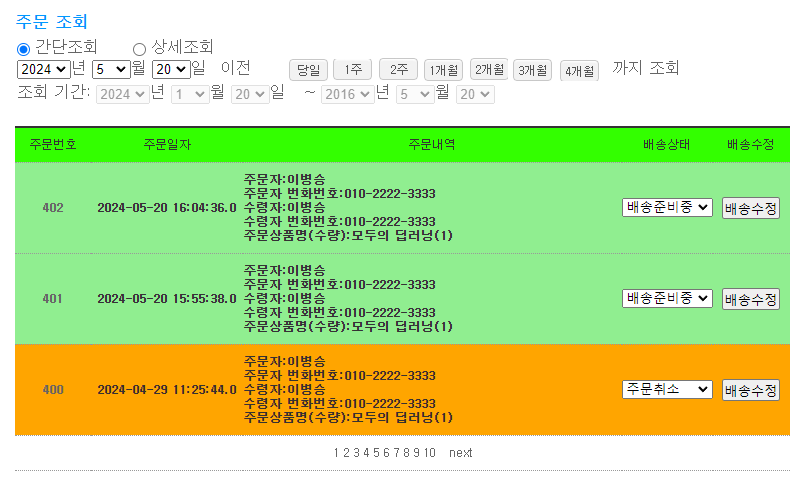 주문 조회
간단조회 상세조회
2024 년 5 월 20 일 이전 당일 1주 2주 1개월 2개월 3개월 4개월 까지 조회
조회 기간: 2024 년 1 월 20 일 ~ 2016 년 5 월 20
주문번호 주문일자 주문내역 배송상태 배송수정
402 2024-05-20 16:04:36.0
주문자:이병승
주문자 번화번호:010-2222-3333
수령자:이병승
수령자 번화번호:010-2222-3333
주문상품명(수량):모두의 딥러닝(1)
배송준비중 배송수정
401 2024-05-20 15:55:38.0
주문자:이병승
주문자 번화번호:010-2222-3333
수령자:이병승
수령자 번화번호:010-2222-3333
주문상품명(수량):모두의 딥러닝(1)
배송준비중 배송수정
400 2024-04-29 11:25:44.0
주문자:이병승
주문자 번화번호:010-2222-3333
수령자:이병승
수령자 번화번호:010-2222-3333
주문상품명(수량):모두의 딥러닝(1)
주문취소 배송수정
1 2 3 4 5 6 7 8 9 10 next